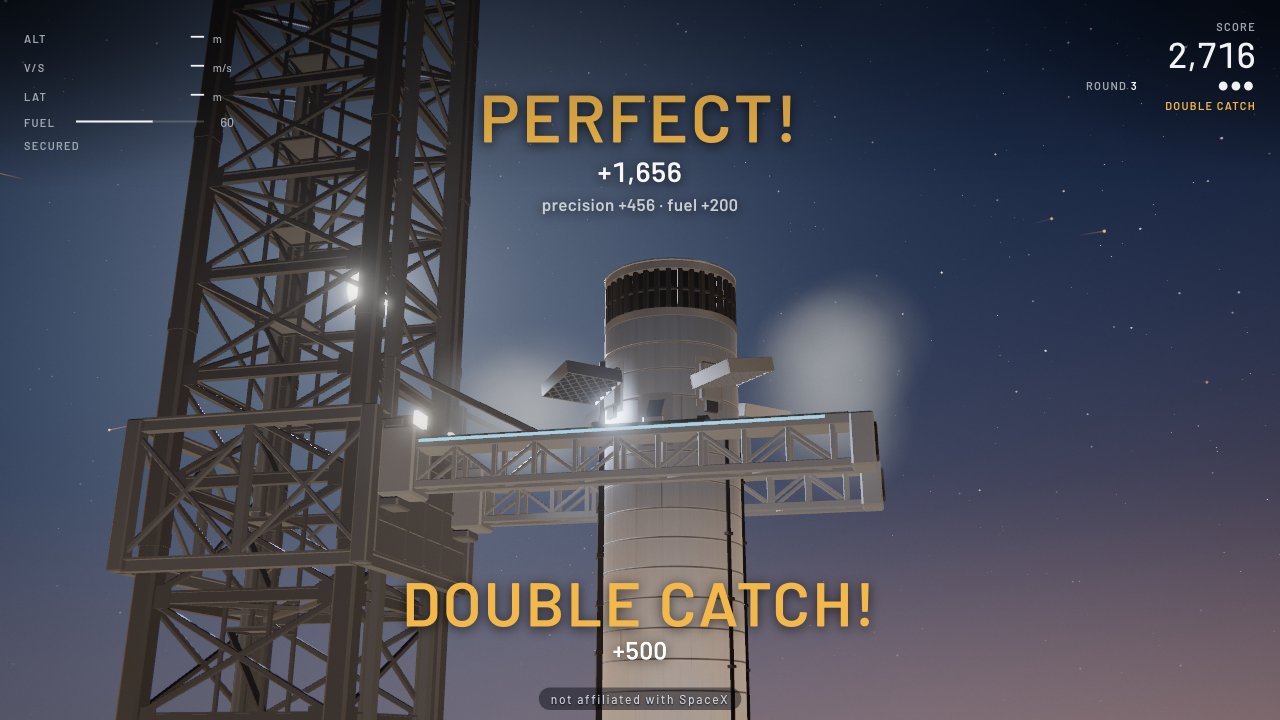 ALT — m
V/S — m/s
LAT — m
FUEL 60
SECURED
SCORE
2,716
ROUND 3
DOUBLE CATCH
PERFECT!
+1,656
precision +456 · fuel +200
DOUBLE CATCH!
+500
not affiliated with SpaceX